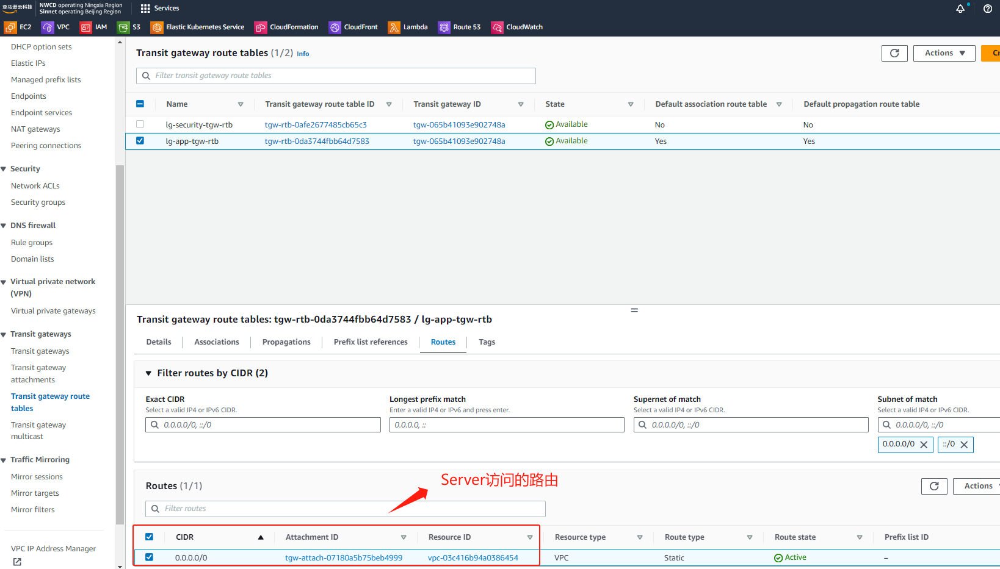 亚马逊云科技
NWCD operating Ningxia Region
Sinnet operating Beijing Region
Services
EC2 VPC IAM S3 Elastic Kubernetes Service CloudFormation CloudFront Lambda Route 53 CloudWatch
DHCP option sets
Elastic IPs
Managed prefix lists
Endpoints
Endpoint services
NAT gateways
Peering connections
Security
Network ACLs
Security groups
DNS firewall
Rule groups
Domain lists
Virtual private network
(VPN)
Virtual private gateways
Transit gateways
Transit gateways
Transit gateway
attachments
Transit gateway route
tables
Transit gateway
multicast
Traffic Mirroring
Mirror sessions
Mirror targets
Mirror filters
VPC IP Address Manager
Transit gateway route tables (1/2) Info
Actions
Cr
Filter transit gateway route tables
Name Transit gateway route table ID Transit gateway ID State Default association route table Default propagation route table
lg-security-tgw-rtb tgw-rtb-0afe2677485cb65c3 tgw-065b41093e902748a Available No No
lg-app-tgw-rtb tgw-rtb-0da3744fbb64d7583 tgw-065b41093e902748a Available Yes Yes
Transit gateway route tables: tgw-rtb-0da3744fbb64d7583 / lg-app-tgw-rtb
Details Associations Propagations Prefix list references Routes Tags
Filter routes by CIDR (2)
Exact CIDR Longest prefix match Supernet of match Subnet of match
Select a valid IP4 or IPv6 CIDR. Enter a valid IP4 or IPv6 and press enter. Select a valid IP4 or IPv6 CIDR. Select a valid IP4 or IPv6 CIDR.
0.0.0.0/0, ::/0 0.0.0.0, :: 0.0.0.0/0, ::/0 0.0.0.0/0, ::/0
0.0.0.0/0 ::/0
Server访问的路由
Routes (1/1)
Actions
Filter routes
CIDR Attachment ID Resource ID Resource type Route type Route state Prefix list ID
0.0.0.0/0 tgw-attach-07180a5b75beb4999 vpc-03c416b94a0386454 VPC Static Active –